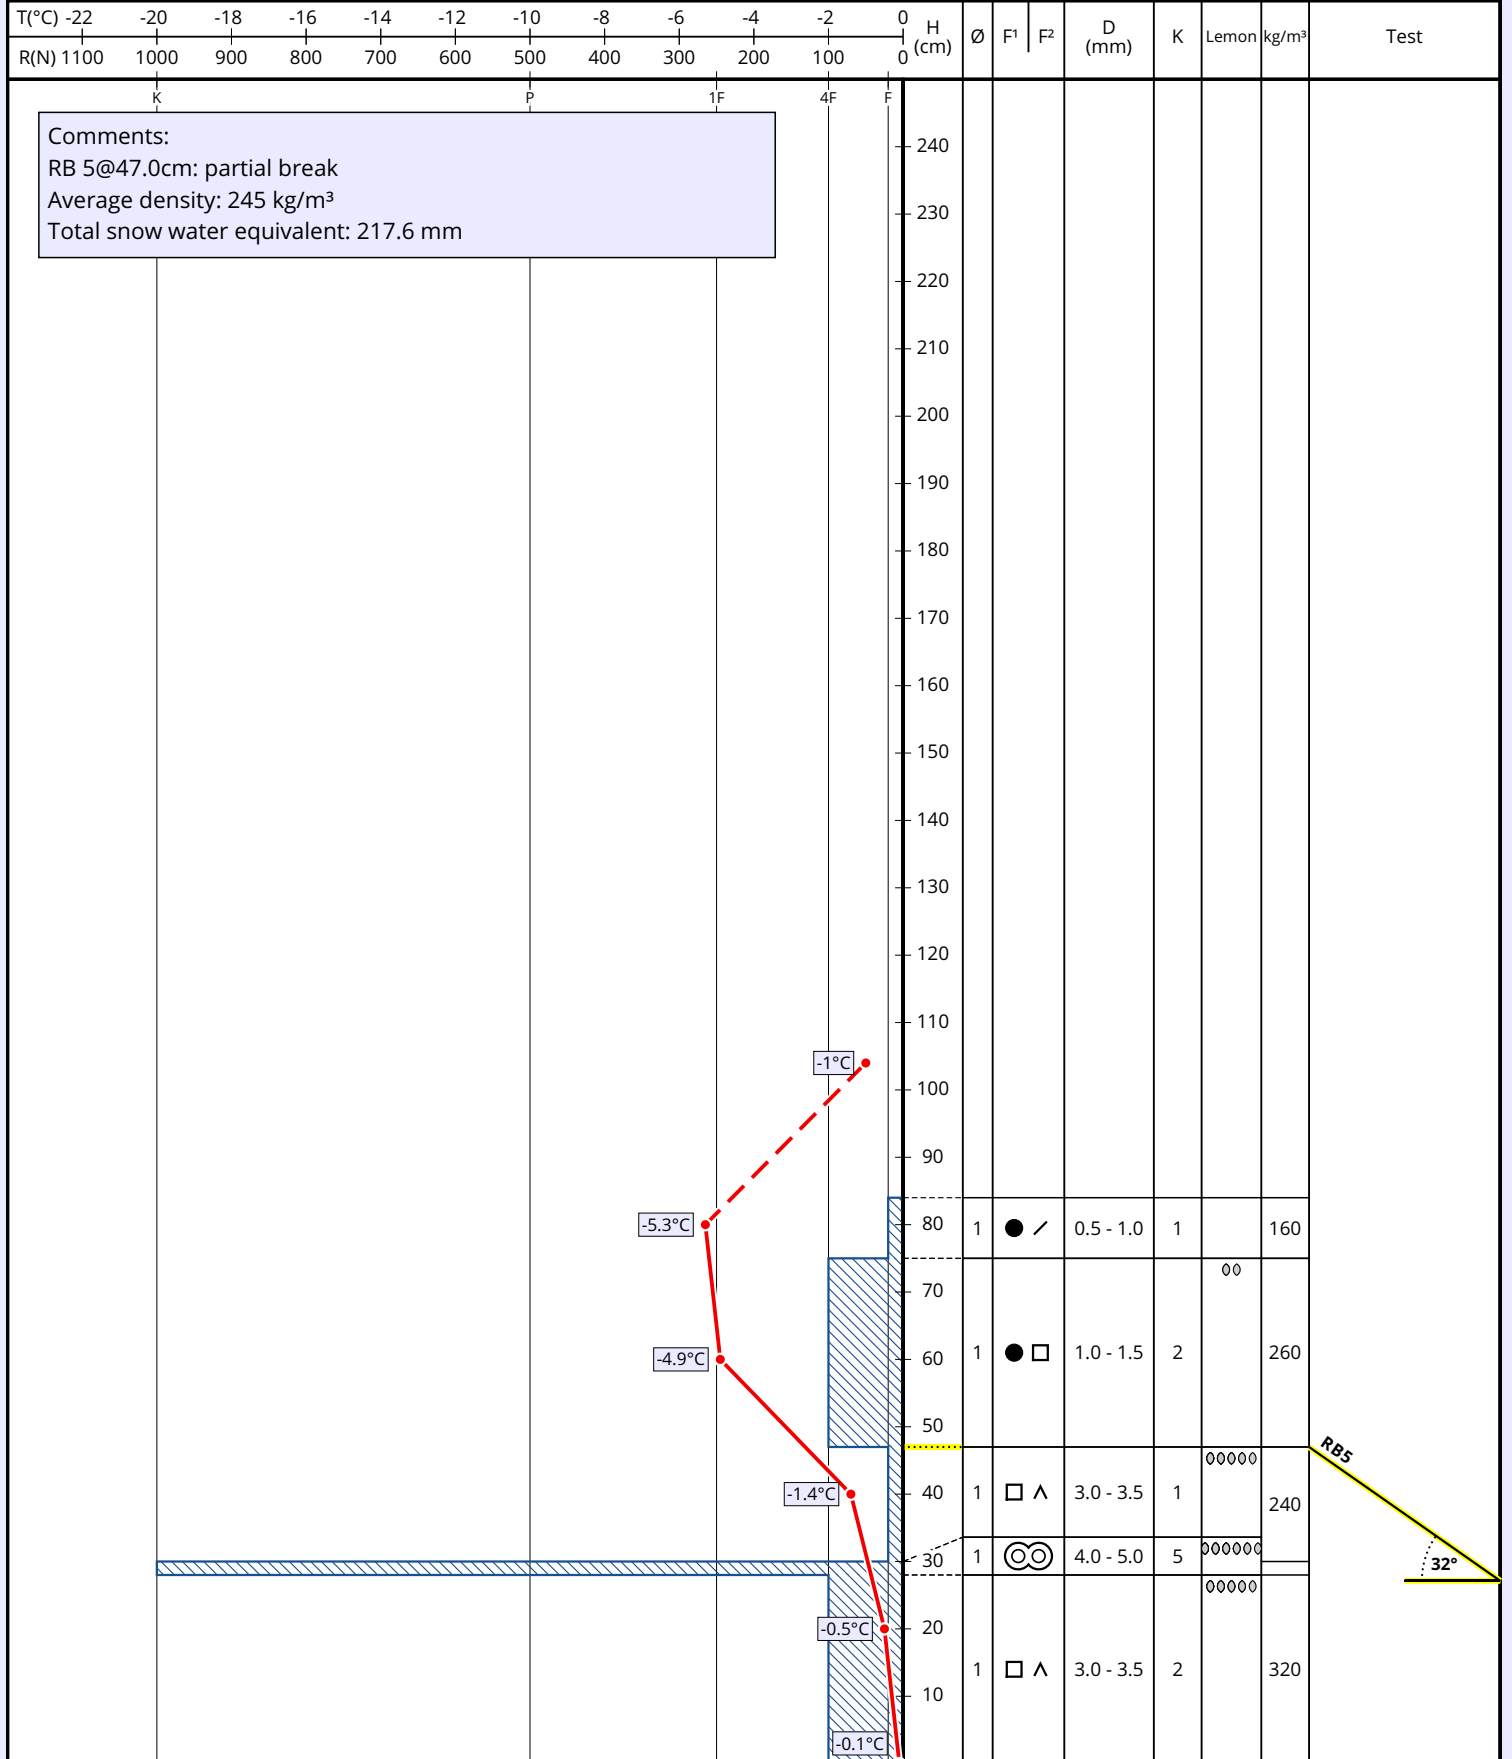 T(°C) -22 -20 -18 -16 -14 -12 -10 -8 -6 -4 -2 0
R(N) 1100 1000 900 800 700 600 500 400 300 200 100 0
H (cm) Ø F¹ F² D (mm) K Lemon kg/m³ Test
K P 1F 4F F
Comments:
RB 5@47.0cm: partial break
Average density: 245 kg/m³
Total snow water equivalent: 217.6 mm
240
230
220
210
200
190
180
170
160
150
140
130
120
110
-1°C
100
90
-5.3°C 80 1 0.5 - 1.0 1 160
70
-4.9°C 60 1 1.0 - 1.5 2 260
50
RB5
-1.4°C 40 1 3.0 - 3.5 1 240
30 1 4.0 - 5.0 5 32°
-0.5°C 20
1 3.0 - 3.5 2 320
10
-0.1°C